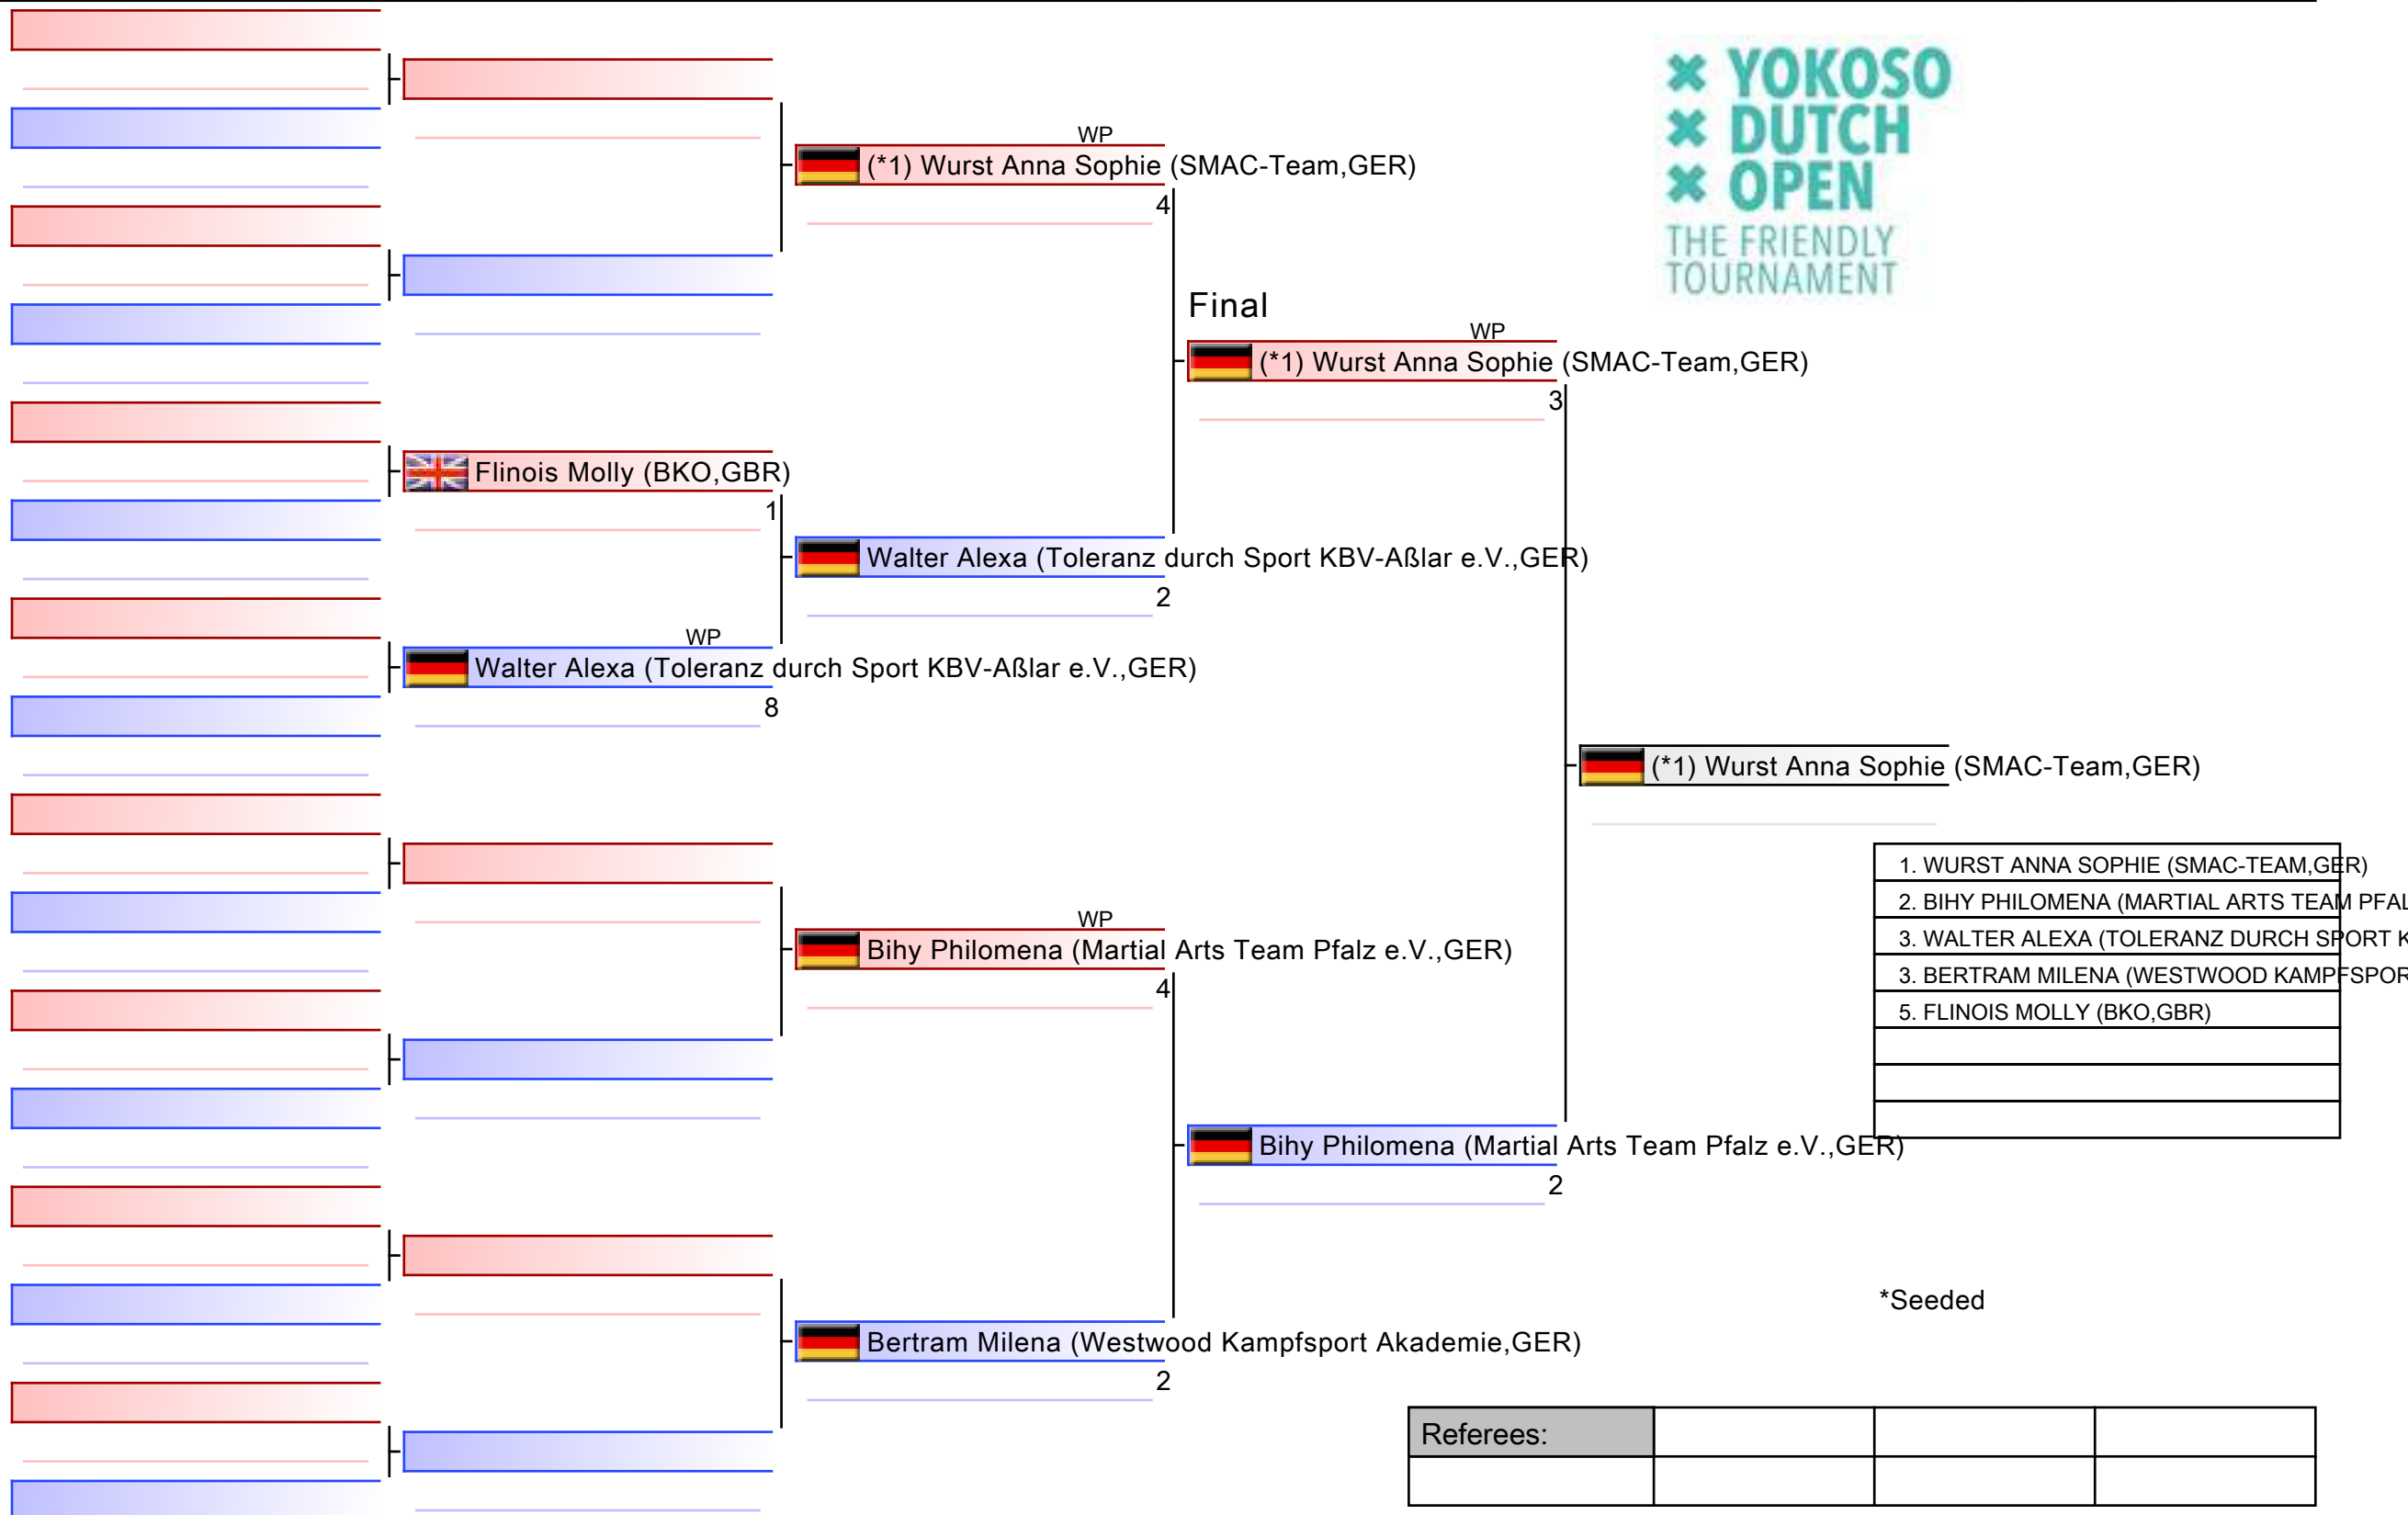 YOKOSO
DUTCH
OPEN
THE FRIENDLY
TOURNAMENT
WP
(*1) Wurst Anna Sophie (SMAC-Team,GER)
4
Final
WP
(*1) Wurst Anna Sophie (SMAC-Team,GER)
3
Flinois Molly (BKO,GBR)
1
Walter Alexa (Toleranz durch Sport KBV-Aßlar e.V.,GER)
2
WP
Walter Alexa (Toleranz durch Sport KBV-Aßlar e.V.,GER)
8
(*1) Wurst Anna Sophie (SMAC-Team,GER)
1. WURST ANNA SOPHIE (SMAC-TEAM,GER)
2. BIHY PHILOMENA (MARTIAL ARTS TEAM PFAL
3. WALTER ALEXA (TOLERANZ DURCH SPORT K
3. BERTRAM MILENA (WESTWOOD KAMPFSPOR
5. FLINOIS MOLLY (BKO,GBR)
WP
Bihy Philomena (Martial Arts Team Pfalz e.V.,GER)
4
Bihy Philomena (Martial Arts Team Pfalz e.V.,GER)
2
*Seeded
Bertram Milena (Westwood Kampfsport Akademie,GER)
2
Referees: